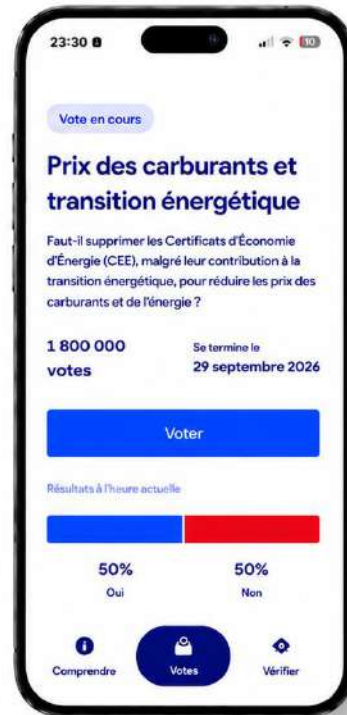 23:30
10
Vote en cours
Prix des carburants et
transition énergétique
Faut-il supprimer les Certificats d'Économie
d'Énergie (CEE), malgré leur contribution à la
transition énergétique, pour réduire les prix des
carburants et de l'énergie ?
1 800 000
votes
Se termine le
29 septembre 2026
Voter
Résultats à l'heure actuelle
50%
50%
Oui
Non
Comprendre
Votes
Vérifier